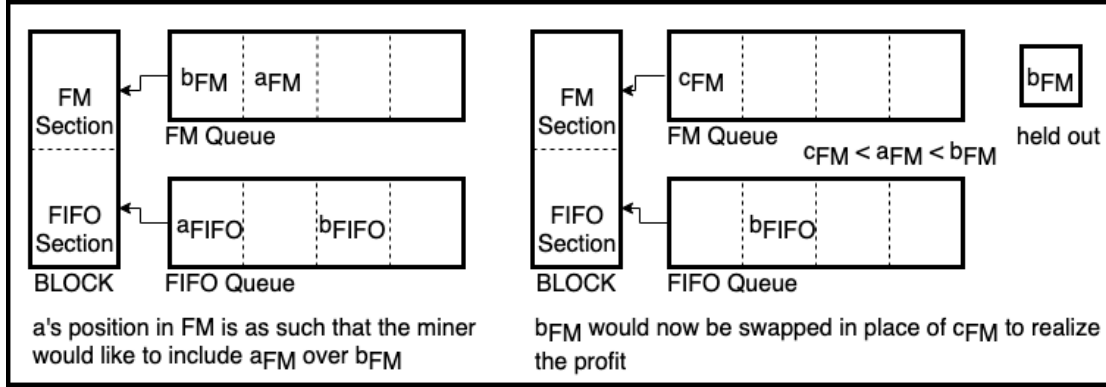 FM
Section
FIFO
Section
BLOCK
bFM aFM
FM Queue
aFIFO bFIFO
FIFO Queue
a's position in FM is as such that the miner
would like to include aFM over bFM
FM
Section
FIFO
Section
BLOCK
cFM
FM Queue
cFM < aFM < bFM
bFIFO
FIFO Queue
bFM
held out
bFM would now be swapped in place of cFM to realize
the profit